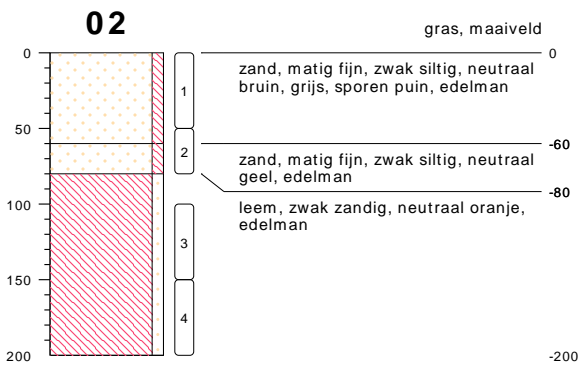 02
gras, maaiveld
0
0
zand, matig fijn, zwak siltig, neutraal
bruin, grijs, sporen puin, edelman
1
50
-60
2
zand, matig fijn, zwak siltig, neutraal
geel, edelman
-80
100
leem, zwak zandig, neutraal oranje,
edelman
3
150
4
200
-200